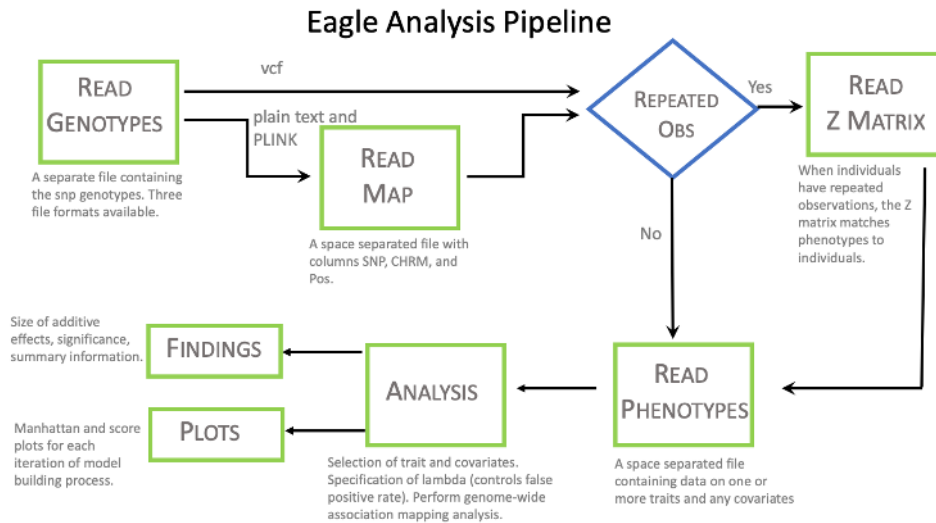 Eagle Analysis Pipeline
READ
GENOTYPES
A separate file containing
the snp genotypes. Three
file formats available.
vcf
plain text and
PLINK
READ
MAP
A space separated file with
columns SNP, CHRM, and
Pos.
REPEATED
OBS
Yes
No
READ
Z MATRIX
When individuals
have repeated
observations, the Z
matrix matches
phenotypes to
individuals.
READ
PHENOTYPES
A space separated file
containing data on one or
more traits and any covariates
ANALYSIS
Selection of trait and covariates.
Specification of lambda (controls false
positive rate). Perform genome-wide
association mapping analysis.
Size of additive
effects, significance,
summary information.
FINDINGS
Manhattan and score
plots for each
iteration of model
building process.
PLOTS